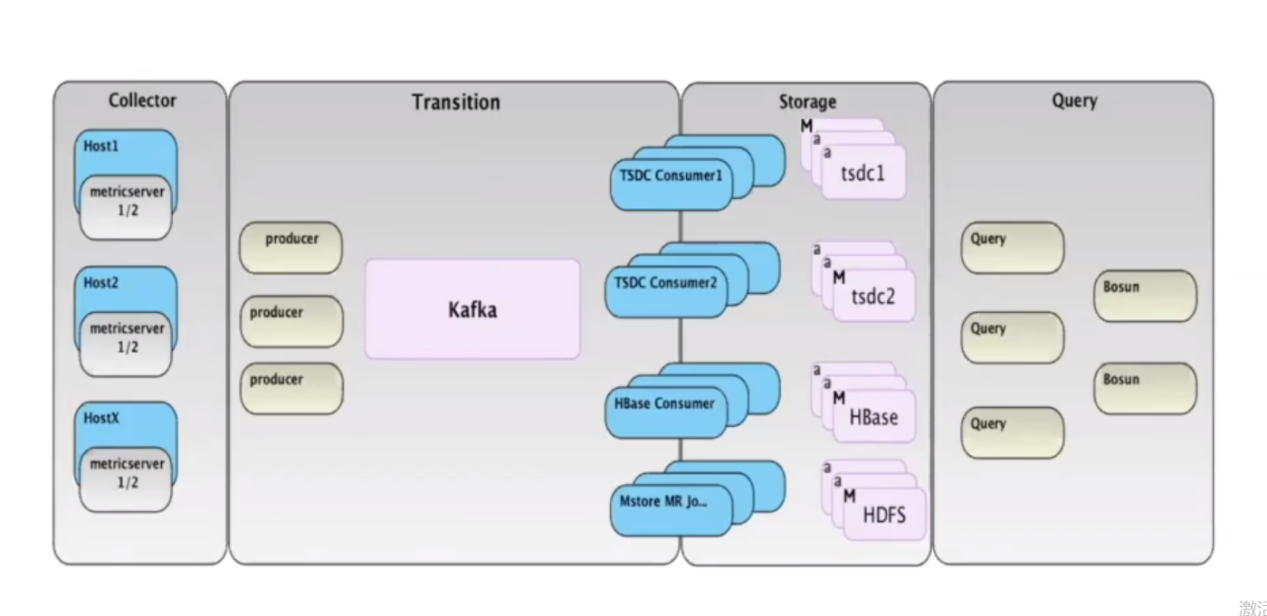 Collector
Host1
metricserver
1/2
Host2
metricserver
1/2
HostX
metricserver
1/2
Transition
producer
producer
producer
Kafka
TSDC Consumer1
TSDC Consumer2
HBase Consumer
Mstore MR Jo...
Storage
M
a
a
tsdc1
a
a
M
tsdc2
a
a
M
HBase
a
a
M
HDFS
Query
Query
Query
Query
Bosun
Bosun
激活